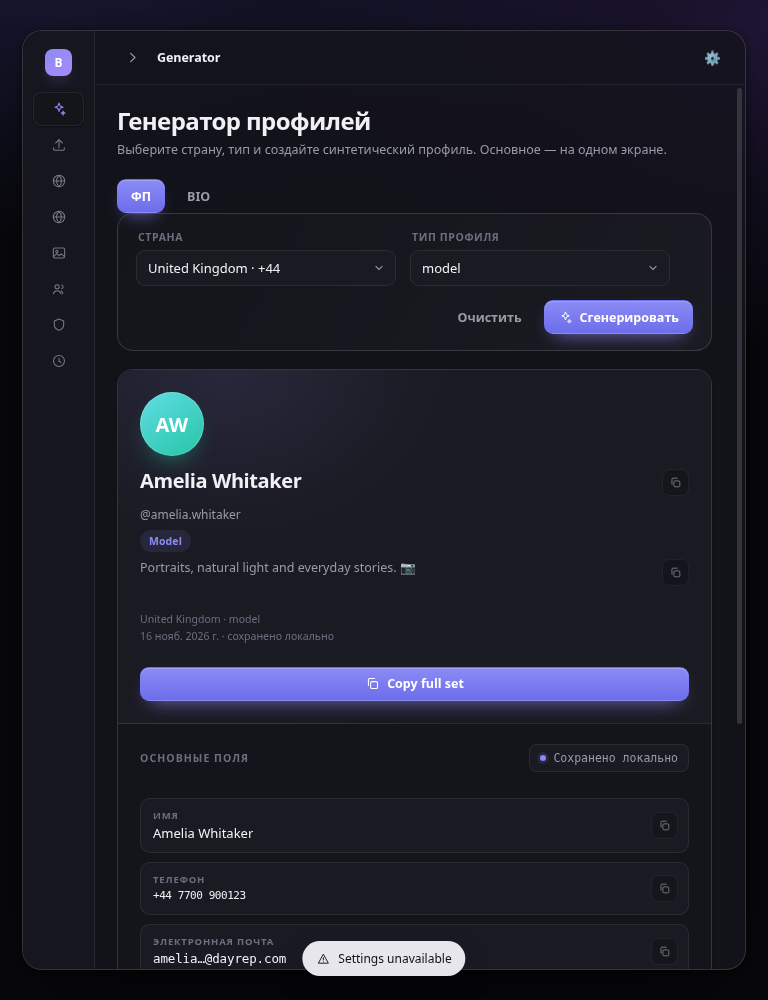 B
Generator
Генератор профилей
Выберите страну, тип и создайте синтетический профиль. Основное — на одном экране.
ФП BIO
СТРАНА ТИП ПРОФИЛЯ
United Kingdom · +44 model
Очистить Сгенерировать
AW
Amelia Whitaker
@amelia.whitaker
Model
Portraits, natural light and everyday stories. 📷
United Kingdom · model
16 нояб. 2026 г. · сохранено локально
Copy full set
ОСНОВНЫЕ ПОЛЯ Сохранено локально
ИМЯ
Amelia Whitaker
ТЕЛЕФОН
+44 7700 900123
ЭЛЕКТРОННАЯ ПОЧТА
amelia…@dayrep.com
Settings unavailable